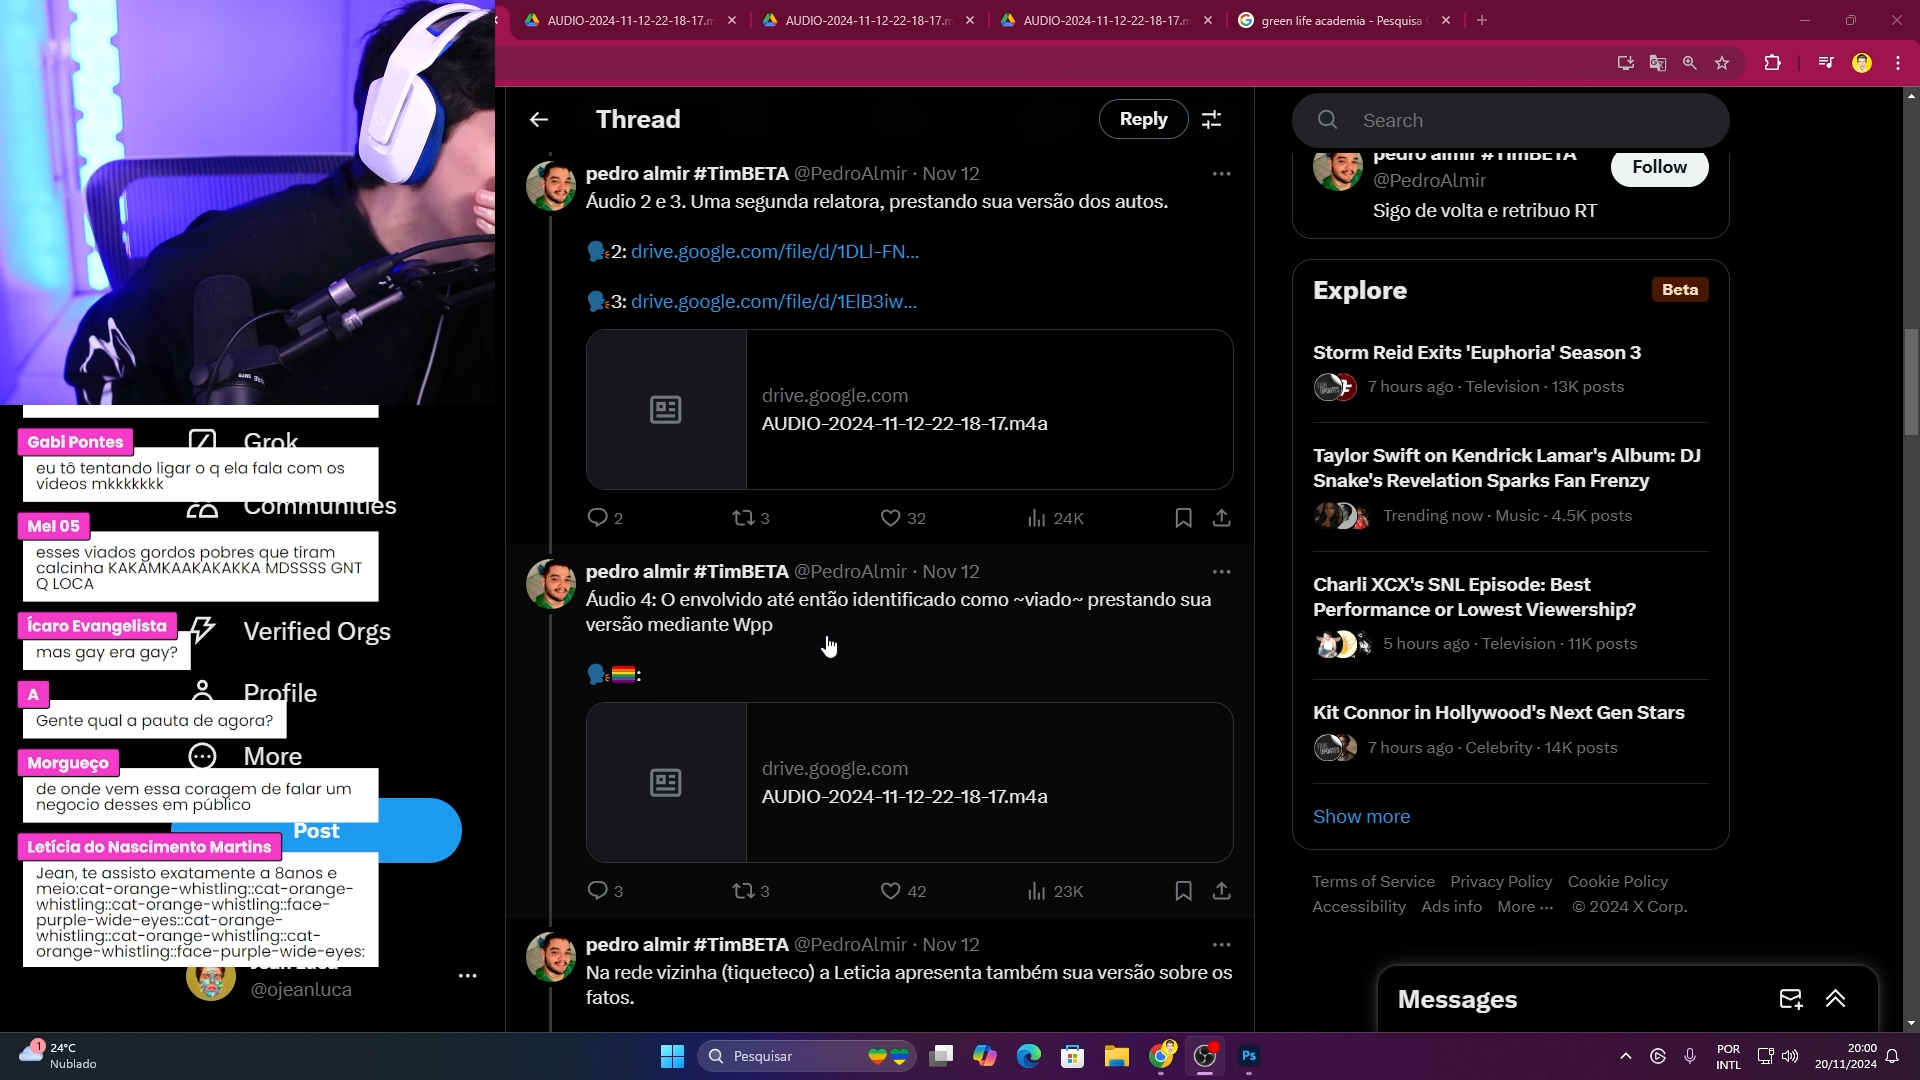 AUDIO-2024-11-12-22-18-17.m
AUDIO-2024-11-12-22-18-17.m
AUDIO-2024-11-12-22-18-17.m
green life academia - Pesquisa
Thread
Reply
pedro almir #TimBETA @PedroAlmir · Nov 12
Áudio 2 e 3. Uma segunda relatora, prestando sua versão dos autos.
🗣️2: drive.google.com/file/d/1DLl-FN...
🗣️3: drive.google.com/file/d/1ElB3iw...
drive.google.com
AUDIO-2024-11-12-22-18-17.m4a
2
3
32
24K
pedro almir #TimBETA @PedroAlmir · Nov 12
Áudio 4: O envolvido até então identificado como ~viado~ prestando sua
versão mediante Wpp
🗣️🏳️‍🌈:
drive.google.com
AUDIO-2024-11-12-22-18-17.m4a
3
3
42
23K
pedro almir #TimBETA @PedroAlmir · Nov 12
Na rede vizinha (tiqueteco) a Leticia apresenta também sua versão sobre os
fatos.
Search
pedro almir #TimBETA
@PedroAlmir
Follow
Sigo de volta e retribuo RT
Explore
Beta
Storm Reid Exits 'Euphoria' Season 3
7 hours ago · Television · 13K posts
Taylor Swift on Kendrick Lamar's Album: DJ
Snake's Revelation Sparks Fan Frenzy
Trending now · Music · 4.5K posts
Charli XCX's SNL Episode: Best
Performance or Lowest Viewership?
5 hours ago · Television · 11K posts
Kit Connor in Hollywood's Next Gen Stars
7 hours ago · Celebrity · 14K posts
Show more
Terms of Service Privacy Policy Cookie Policy
Accessibility Ads info More ··· © 2024 X Corp.
Messages
Grok
Communities
Verified Orgs
Profile
More
Post
@ojeanluca
Gabi Pontes
eu tô tentando ligar o q ela fala com os
vídeos mkkkkkkk
Mel 05
esses viados gordos pobres que tiram
calcinha KAKAMKAAKAKAKKA MDSSSS GNT
Q LOCA
Ícaro Evangelista
mas gay era gay?
A
Gente qual a pauta de agora?
Morgueço
de onde vem essa coragem de falar um
negocio desses em público
Letícia do Nascimento Martins
Jean, te assisto exatamente a 8anos e
meio:cat-orange-whistling::cat-orange-
whistling::cat-orange-whistling::face-
purple-wide-eyes::cat-orange-
whistling::cat-orange-whistling::cat-
orange-whistling::face-purple-wide-eyes:
1
24°C
Nublado
Pesquisar
Ps
POR
INTL
20:00
20/11/2024